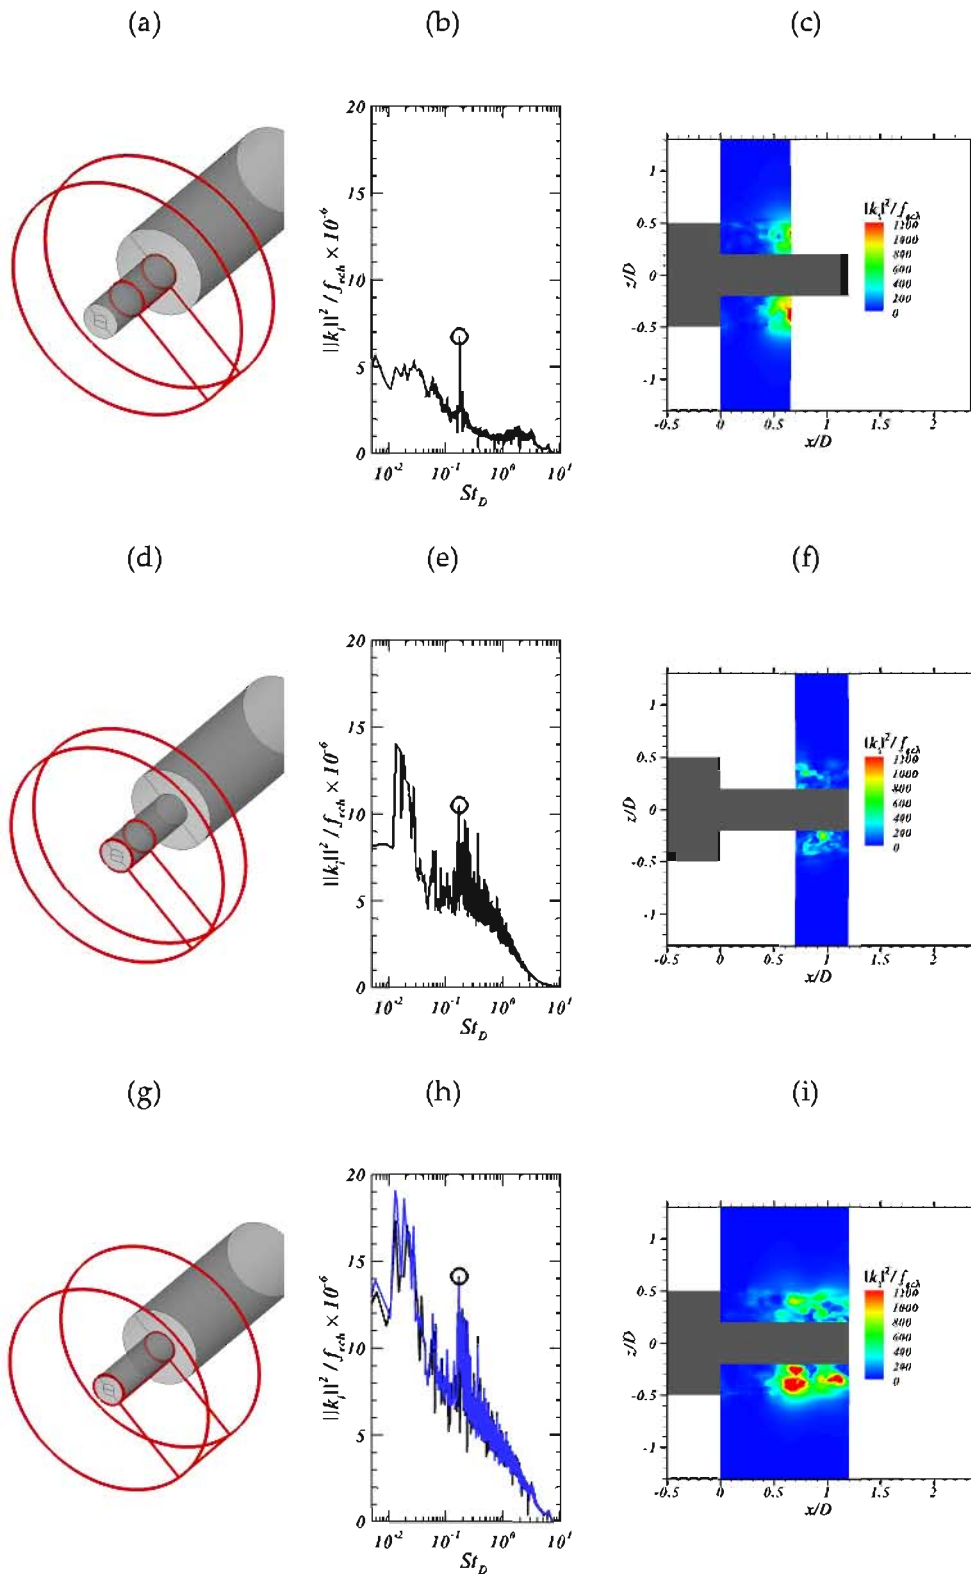 (a)
(b)
(c)
20
15
10
5
0
||k_i||² / f_ech × 10⁻⁶
10⁻² 10⁻¹ 10⁰ 10¹
St_D
1
0.5
0
-0.5
-1
z/D
-0.5 0 0.5 1 1.5 2
x/D
|k_i|²/f_ech
1200
1000
800
600
400
200
0
(d)
(e)
(f)
20
15
10
5
0
||k_i||² / f_ech × 10⁻⁶
10⁻² 10⁻¹ 10⁰ 10¹
St_D
1
0.5
0
-0.5
-1
z/D
-0.5 0 0.5 1 1.5 2
x/D
|k_i|²/f_ech
1200
1000
800
600
400
200
0
(g)
(h)
(i)
20
15
10
5
0
||k_i||² / f_ech × 10⁻⁶
10⁻² 10⁻¹ 10⁰ 10¹
St_D
1
0.5
0
-0.5
-1
z/D
-0.5 0 0.5 1 1.5 2
x/D
|k_i|²/f_ech
1200
1000
800
600
400
200
0